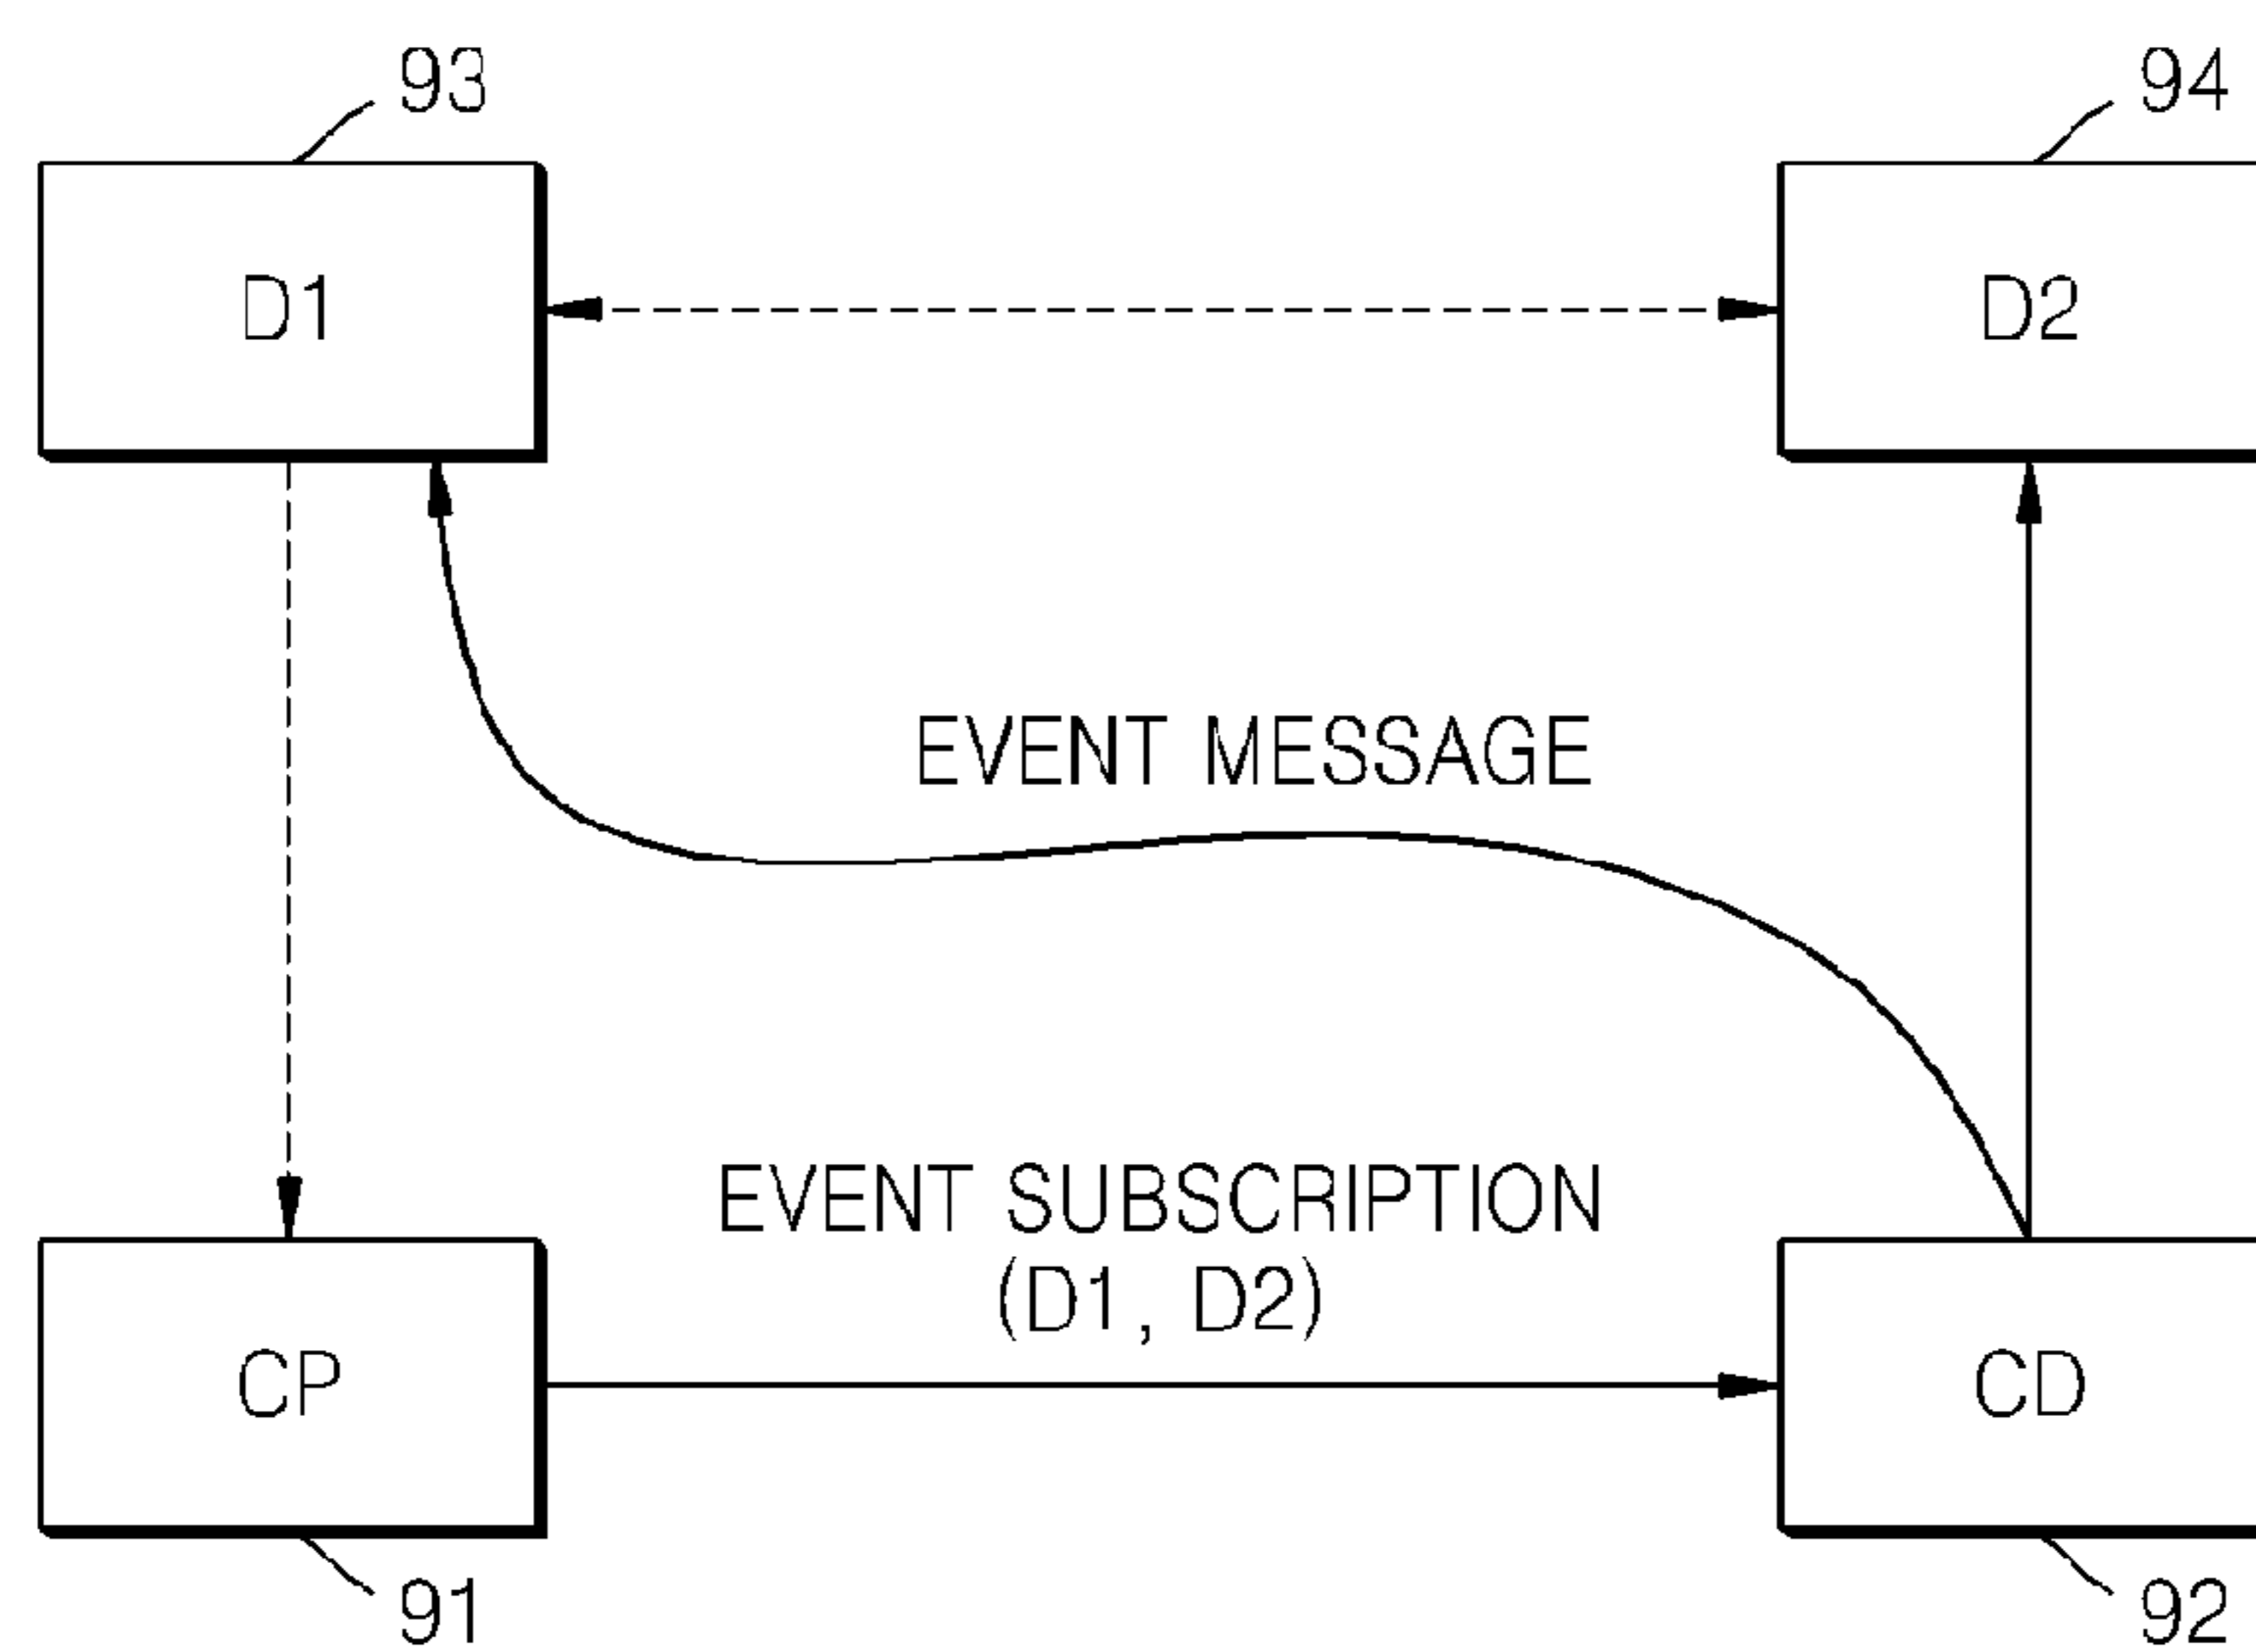 93
94
D1
D2
EVENT MESSAGE
EVENT SUBSCRIPTION
(D1, D2)
CP
CD
91
92